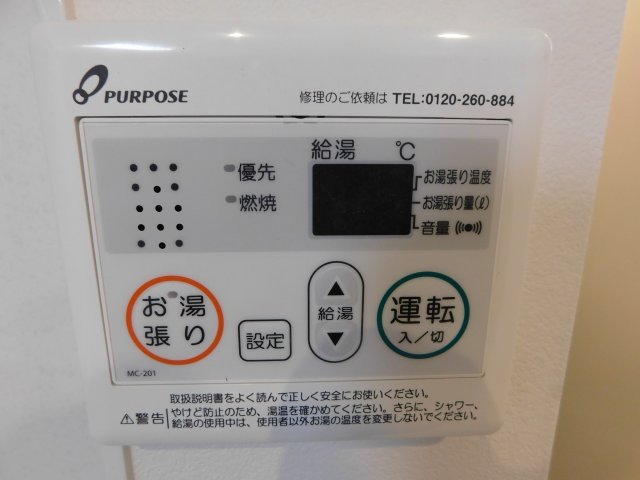 PURPOSE
修理のご依頼は TEL:0120-260-884
給湯 ℃
優先
燃焼
お湯張り温度
お湯張り量(ℓ)
音量
お湯
張り
設定
▲
給湯
▼
運転
入/切
MC-201
取扱説明書をよく読んで正しく安全にお使いください。
⚠警告 やけど防止のため、湯温を確かめてください。さらに、シャワー、
給湯の使用中は、使用者以外お湯の温度を変更しないでください。